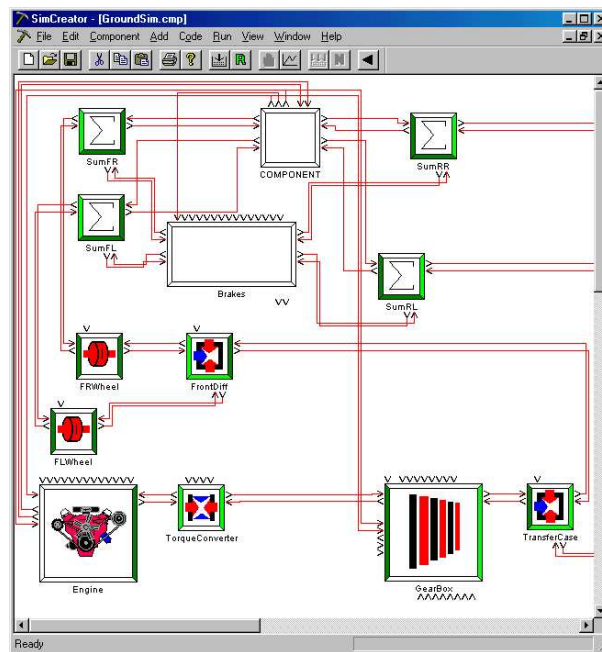 SimCreator - [GroundSim.cmp]
File Edit Component Add Code Run View Window Help
R
SumFR
COMPONENT
SumRR
SumFL
Brakes
SumRL
FRWheel
FrontDiff
FLWheel
Engine
TorqueConverter
GearBox
TransferCase
Ready